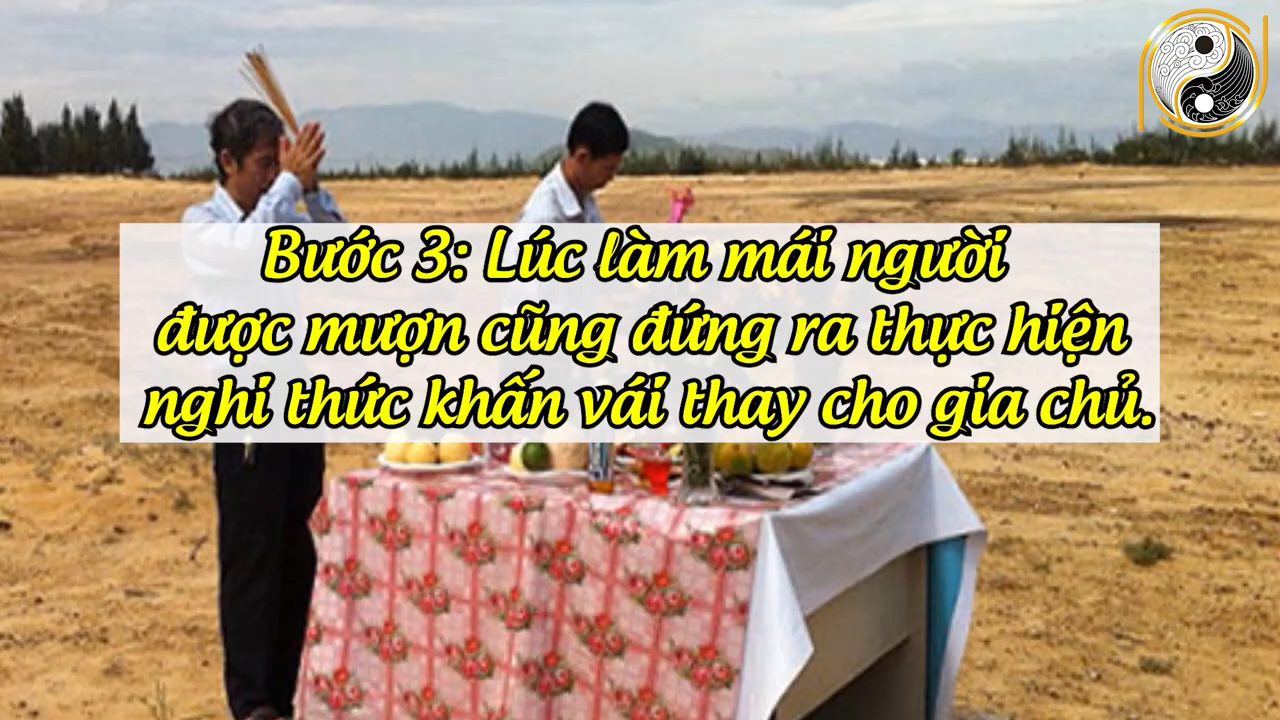 Bước 3: Lúc làm mái người
được mượn cũng đứng ra thực hiện
nghi thức khấn vái thay cho gia chủ.